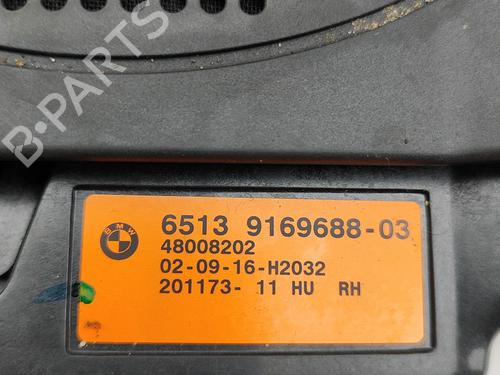 B-PARTS
BMW
6513 9169688-03
48008202
02-09-16-H2032
201173- 11 HU RH